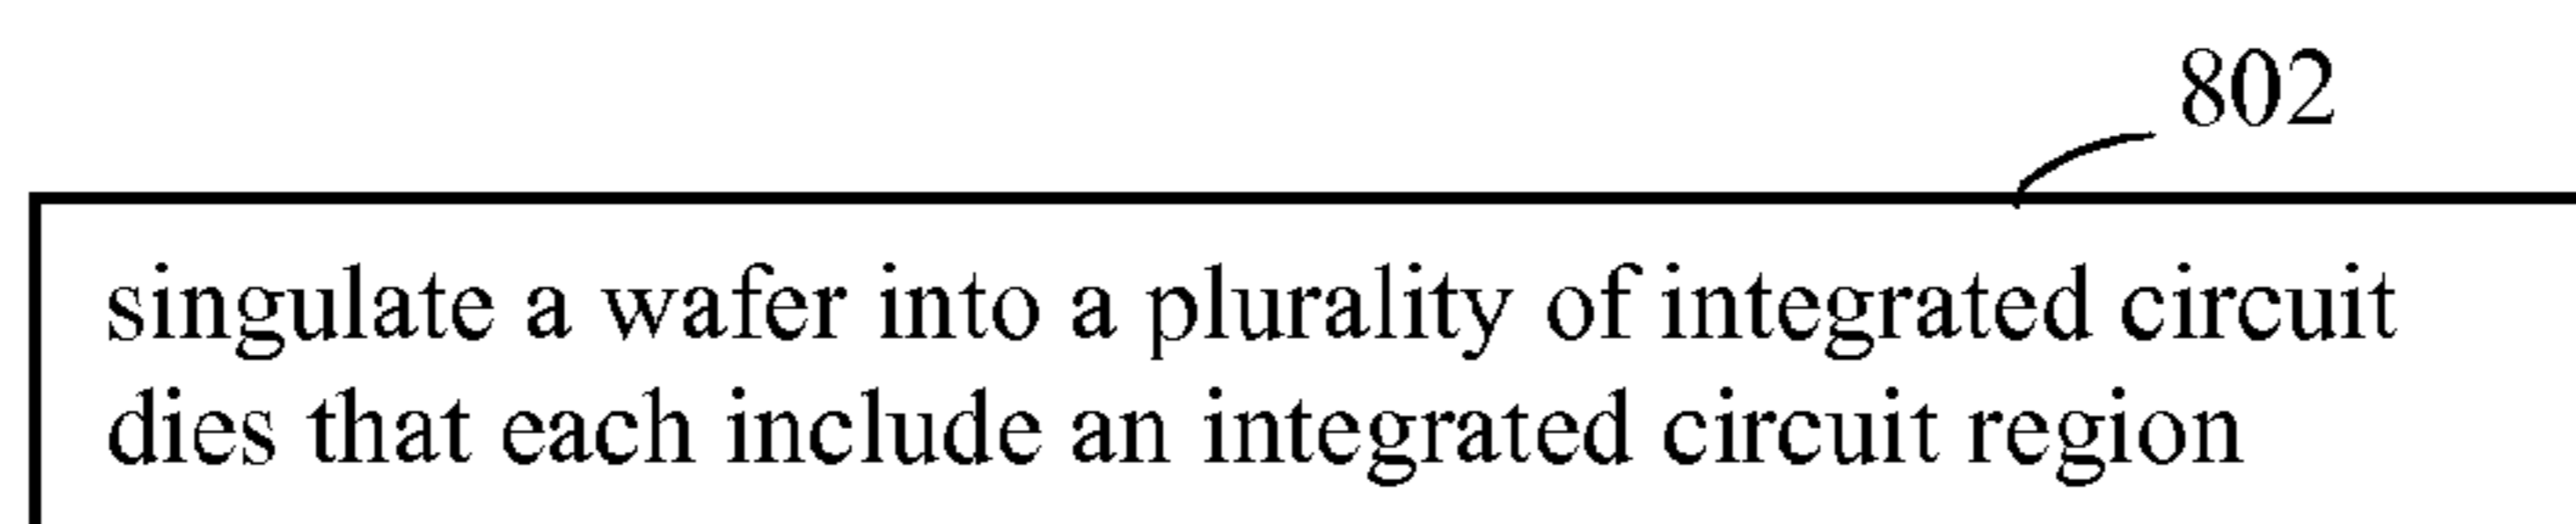 802
singulate a wafer into a plurality of integrated circuit
dies that each include an integrated circuit region